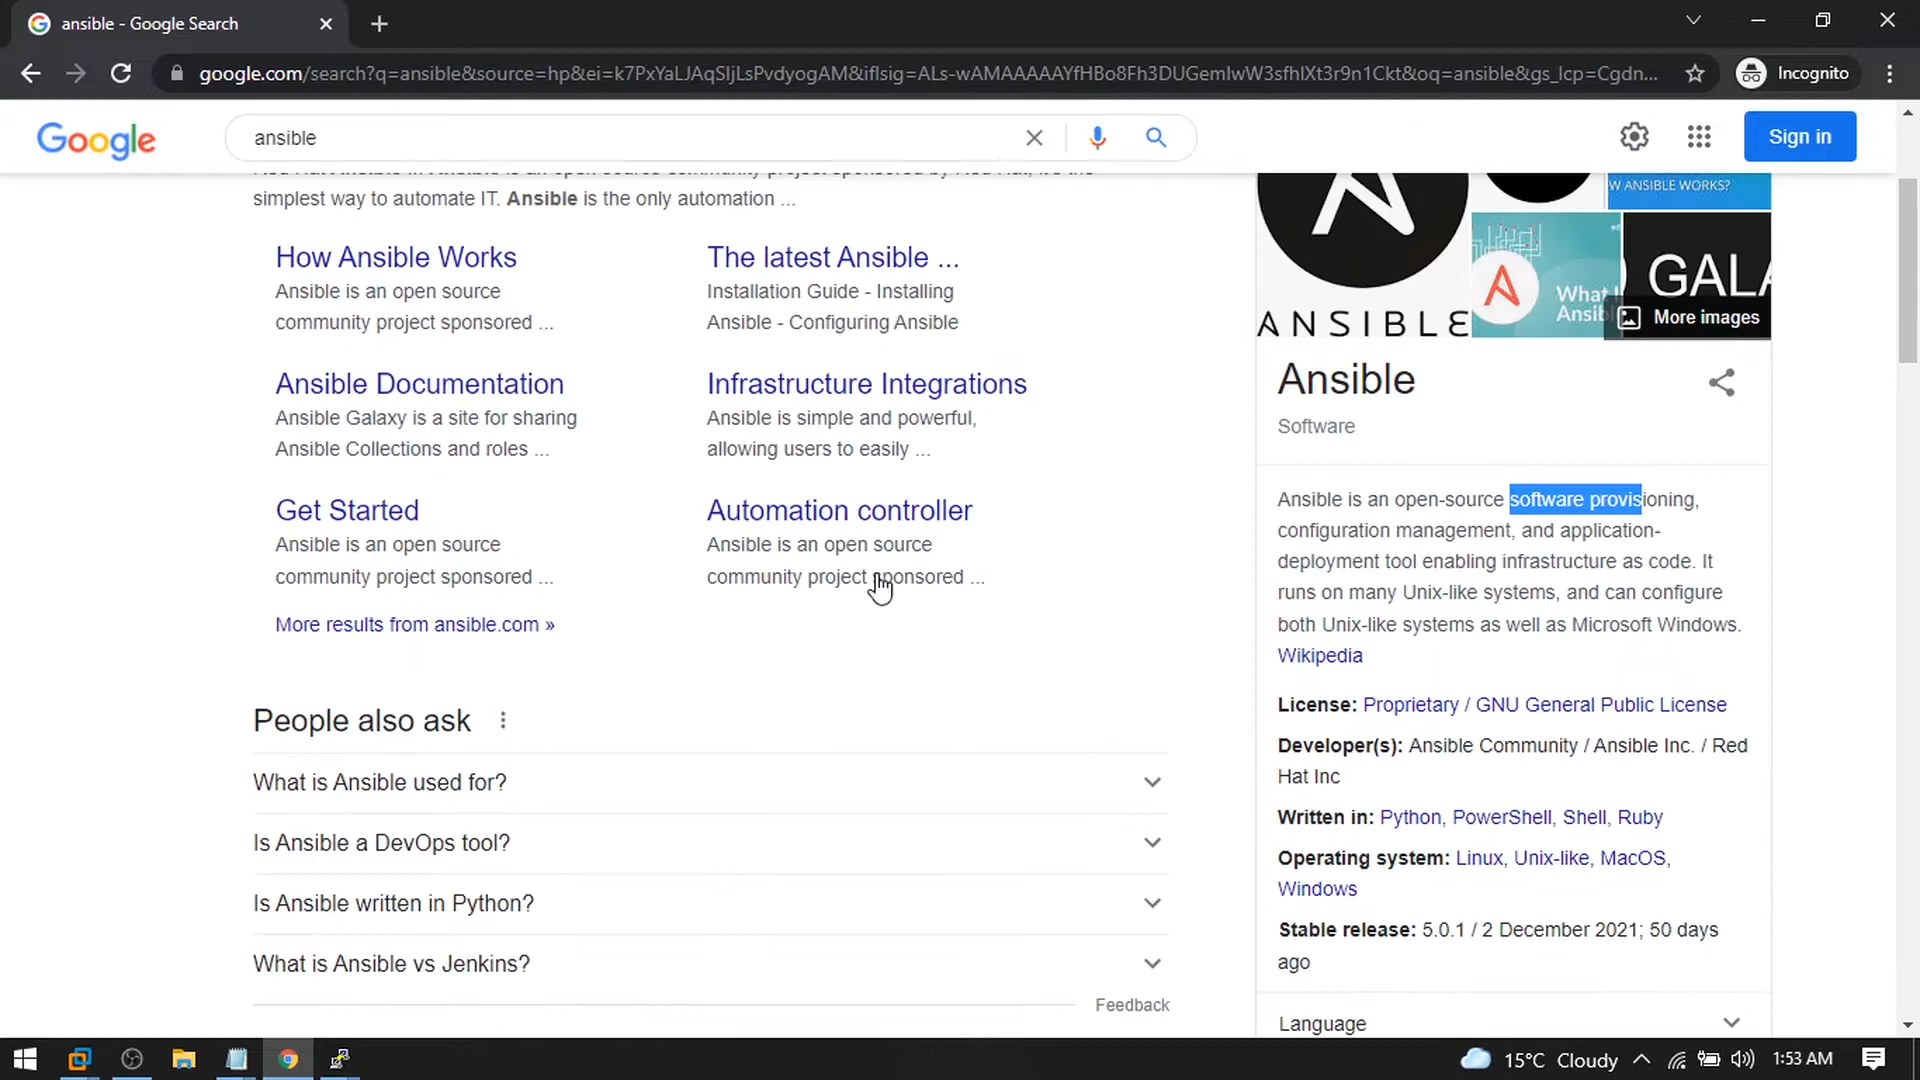 ansible - Google Search
google.com/search?q=ansible&source=hp&ei=k7PxYaLJAqSljLsPvdyogAM&iflsig=ALs-wAMAAAAAYfHBo8Fh3DUGemIwW3sfhlXt3r9n1Ckt&oq=ansible&gs_lcp=Cgdn...
Incognito
Google
ansible
Sign in
simplest way to automate IT. Ansible is the only automation ...
How Ansible Works
Ansible is an open source
community project sponsored ...
The latest Ansible ...
Installation Guide - Installing
Ansible - Configuring Ansible
Ansible Documentation
Ansible Galaxy is a site for sharing
Ansible Collections and roles ...
Infrastructure Integrations
Ansible is simple and powerful,
allowing users to easily ...
Get Started
Ansible is an open source
community project sponsored ...
Automation controller
Ansible is an open source
community project sponsored ...
More results from ansible.com »
People also ask
What is Ansible used for?
Is Ansible a DevOps tool?
Is Ansible written in Python?
What is Ansible vs Jenkins?
Feedback
W ANSIBLE WORKS?
ANSIBLE
What
Ansib
GALA
More images
Ansible
Software
Ansible is an open-source software provisioning,
configuration management, and application-
deployment tool enabling infrastructure as code. It
runs on many Unix-like systems, and can configure
both Unix-like systems as well as Microsoft Windows.
Wikipedia
License: Proprietary / GNU General Public License
Developer(s): Ansible Community / Ansible Inc. / Red
Hat Inc
Written in: Python, PowerShell, Shell, Ruby
Operating system: Linux, Unix-like, MacOS,
Windows
Stable release: 5.0.1 / 2 December 2021; 50 days
ago
Language
15°C Cloudy
1:53 AM